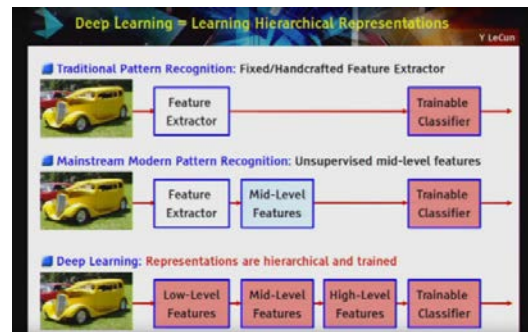 Deep Learning = Learning Hierarchical Representations
Y LeCun
Traditional Pattern Recognition: Fixed/Handcrafted Feature Extractor
Feature
Extractor
Trainable
Classifier
Mainstream Modern Pattern Recognition: Unsupervised mid-level features
Feature
Extractor
Mid-Level
Features
Trainable
Classifier
Deep Learning: Representations are hierarchical and trained
Low-Level
Features
Mid-Level
Features
High-Level
Features
Trainable
Classifier